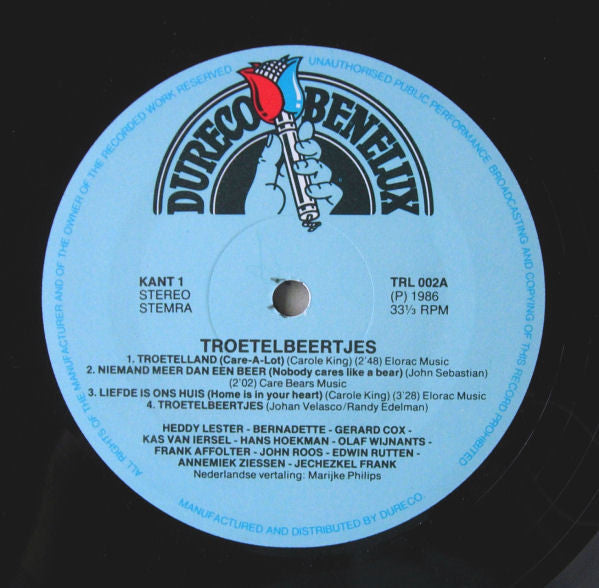 ALL RIGHTS OF THE MANUFACTURER AND OF THE OWNER OF THE RECORDED WORK RESERVED
UNAUTHORISED PUBLIC PERFORMANCE BROADCASTING AND COPYING OF THIS RECORD PROHIBITED
DURECO BENELUX
KANT 1
STEREO
STEMRA
TRL 002A
(P) 1986
33⅓ RPM
TROETELBEERTJES
1. TROETELLAND (Care-A-Lot) (Carole King) (2'48) Elorac Music
2. NIEMAND MEER DAN EEN BEER (Nobody cares like a bear) (John Sebastian)
(2'02) Care Bears Music
3. LIEFDE IS ONS HUIS (Home is in your heart) (Carole King) (3'28) Elorac Music
4. TROETELBEERTJES (Johan Velasco/Randy Edelman)
HEDDY LESTER - BERNADETTE - GERARD COX -
KAS VAN IERSEL - HANS HOEKMAN - OLAF WIJNANTS -
FRANK AFFOLTER - JOHN ROOS - EDWIN RUTTEN -
ANNEMIEK ZIESSEN - JECHEZKEL FRANK
Nederlandse vertaling: Marijke Philips
MANUFACTURED AND DISTRIBUTED BY DURECO.